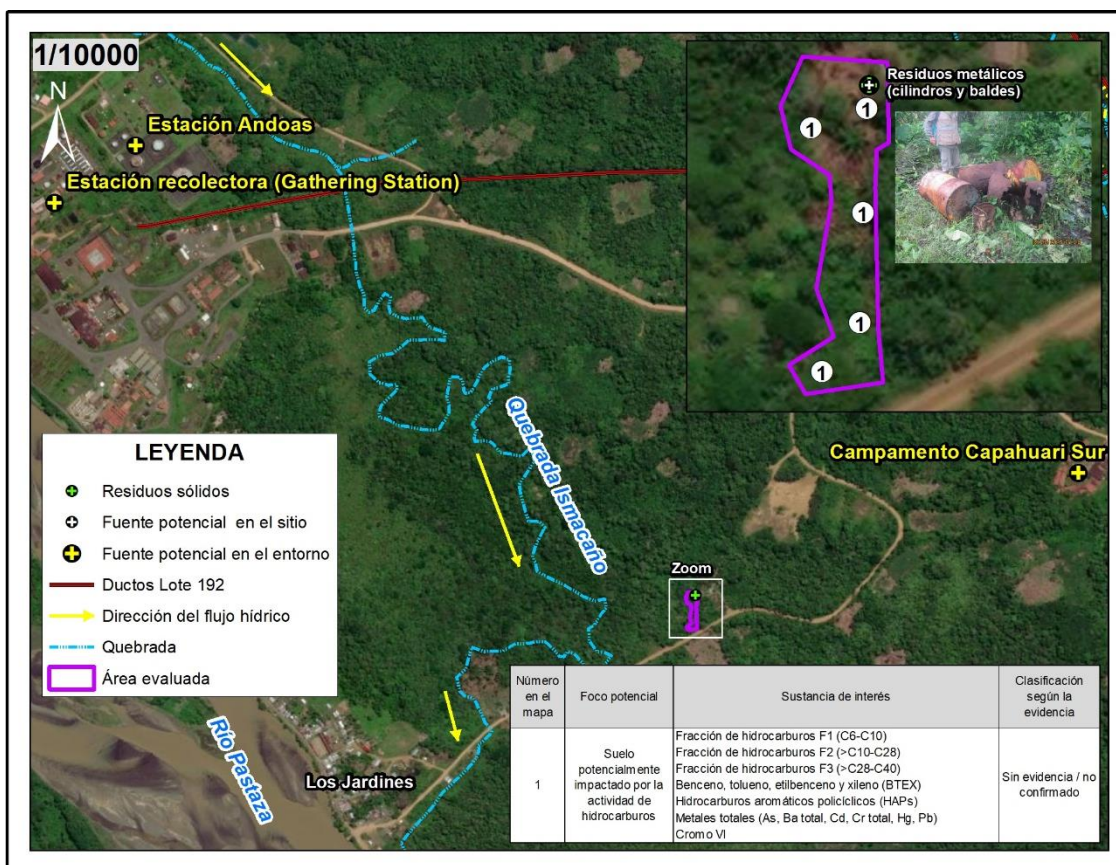 1/10000
N
Estación Andoas
Estación recolectora (Gathering Station)
Residuos metálicos
(cilindros y baldes)
1
1
1
1
1
Quebrada Ismacaño
Campamento Capahuari Sur
Zoom
LEYENDA
Residuos sólidos
Fuente potencial en el sitio
Fuente potencial en el entorno
Ductos Lote 192
Dirección del flujo hídrico
Quebrada
Área evaluada
Río Pastaza
Los Jardines
Número en el mapa
Foco potencial
Sustancia de interés
Clasificación según la evidencia
1
Suelo potencialmente impactado por la actividad de hidrocarburos
Fracción de hidrocarburos F1 (C6-C10)
Fracción de hidrocarburos F2 (>C10-C28)
Fracción de hidrocarburos F3 (>C28-C40)
Benceno, tolueno, etilbenceno y xileno (BTEX)
Hidrocarburos aromáticos policíclicos (HAPs)
Metales totales (As, Ba total, Cd, Cr total, Hg, Pb)
Cromo VI
Sin evidencia / no confirmado